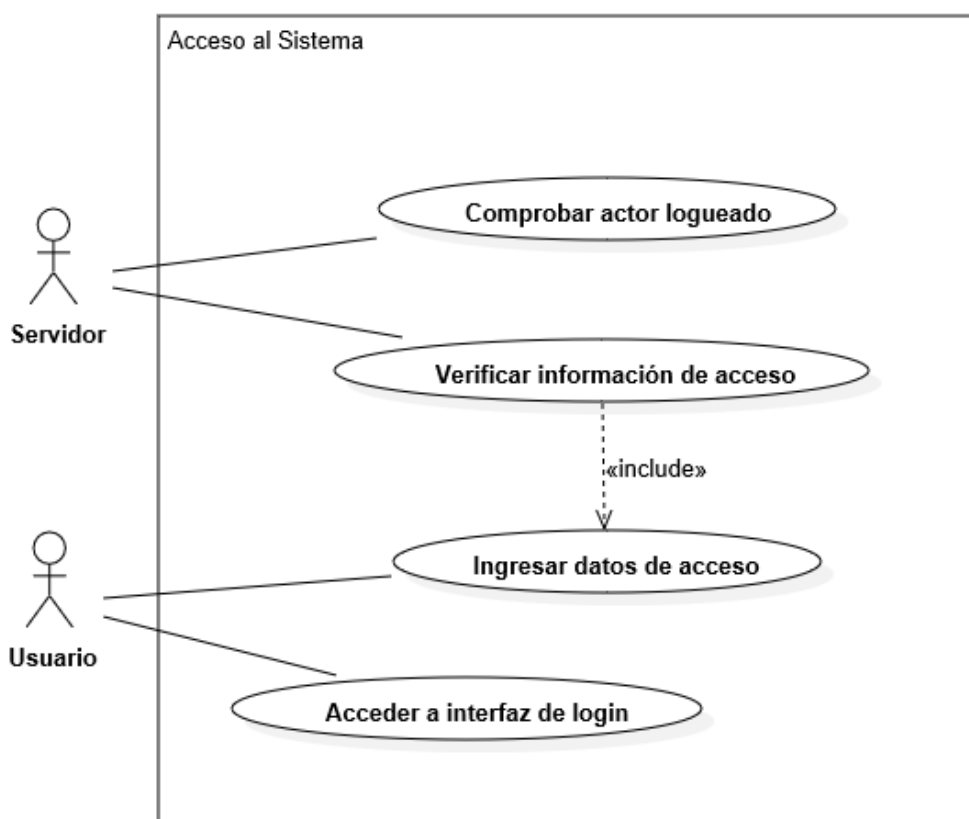 Acceso al Sistema
Comprobar actor logueado
Servidor
Verificar información de acceso
«include»
Ingresar datos de acceso
Usuario
Acceder a interfaz de login